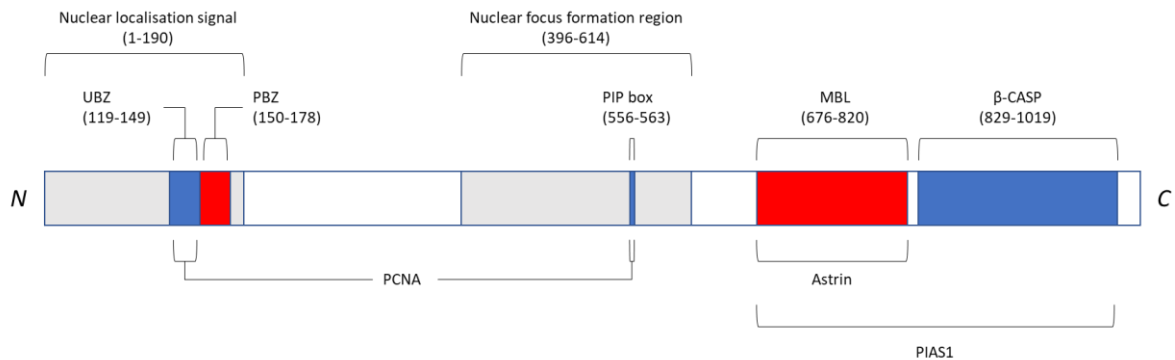 Nuclear localisation signal
(1-190)
Nuclear focus formation region
(396-614)
UBZ
(119-149)
PBZ
(150-178)
PIP box
(556-563)
MBL
(676-820)
β-CASP
(829-1019)
N
C
PCNA
Astrin
PIAS1